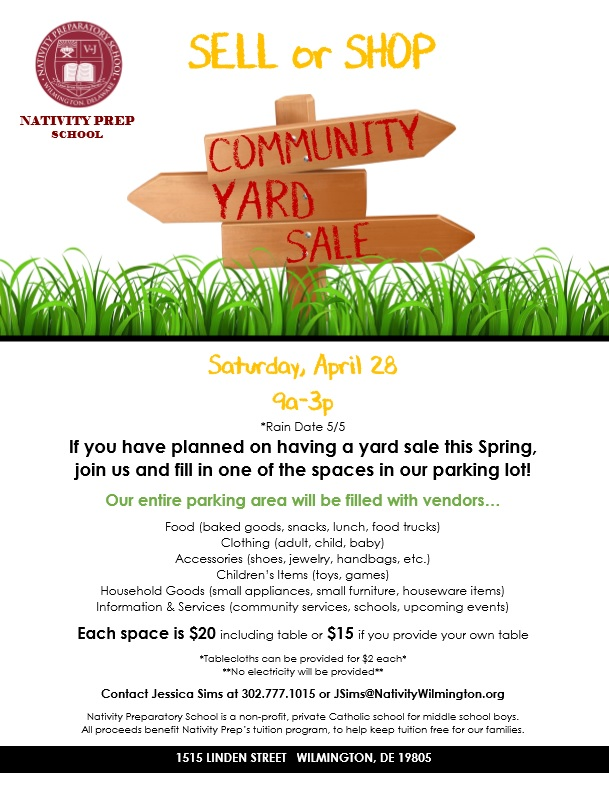 SELL or SHOP
NATIVITY PREPARATORY SCHOOL
V-J
WILMINGTON, DELAWARE
NATIVITY PREP
SCHOOL
COMMUNITY
YARD
SALE
Saturday, April 28
9a-3p
*Rain Date 5/5
If you have planned on having a yard sale this Spring,
join us and fill in one of the spaces in our parking lot!
Our entire parking area will be filled with vendors…
Food (baked goods, snacks, lunch, food trucks)
Clothing (adult, child, baby)
Accessories (shoes, jewelry, handbags, etc.)
Children's Items (toys, games)
Household Goods (small appliances, small furniture, houseware items)
Information & Services (community services, schools, upcoming events)
Each space is $20 including table or $15 if you provide your own table
*Tablecloths can be provided for $2 each*
**No electricity will be provided**
Contact Jessica Sims at 302.777.1015 or JSims@NativityWilmington.org
Nativity Preparatory School is a non-profit, private Catholic school for middle school boys.
All proceeds benefit Nativity Prep's tuition program, to help keep tuition free for our families.
1515 LINDEN STREET WILMINGTON, DE 19805